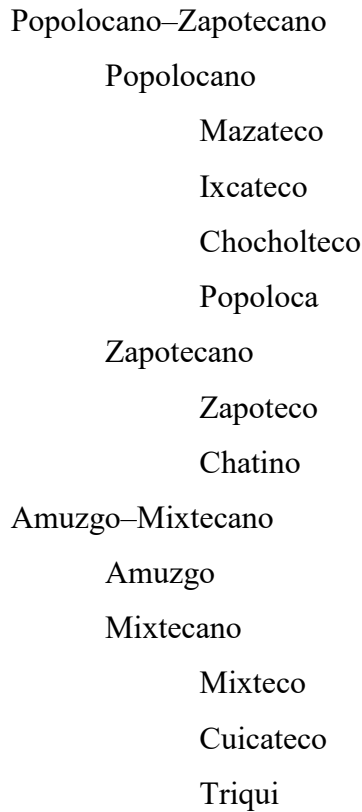 Popolocano–Zapotecano
Popolocano
Mazateco
Ixcateco
Chocholteco
Popoloca
Zapotecano
Zapoteco
Chatino
Amuzgo–Mixtecano
Amuzgo
Mixtecano
Mixteco
Cuicateco
Triqui